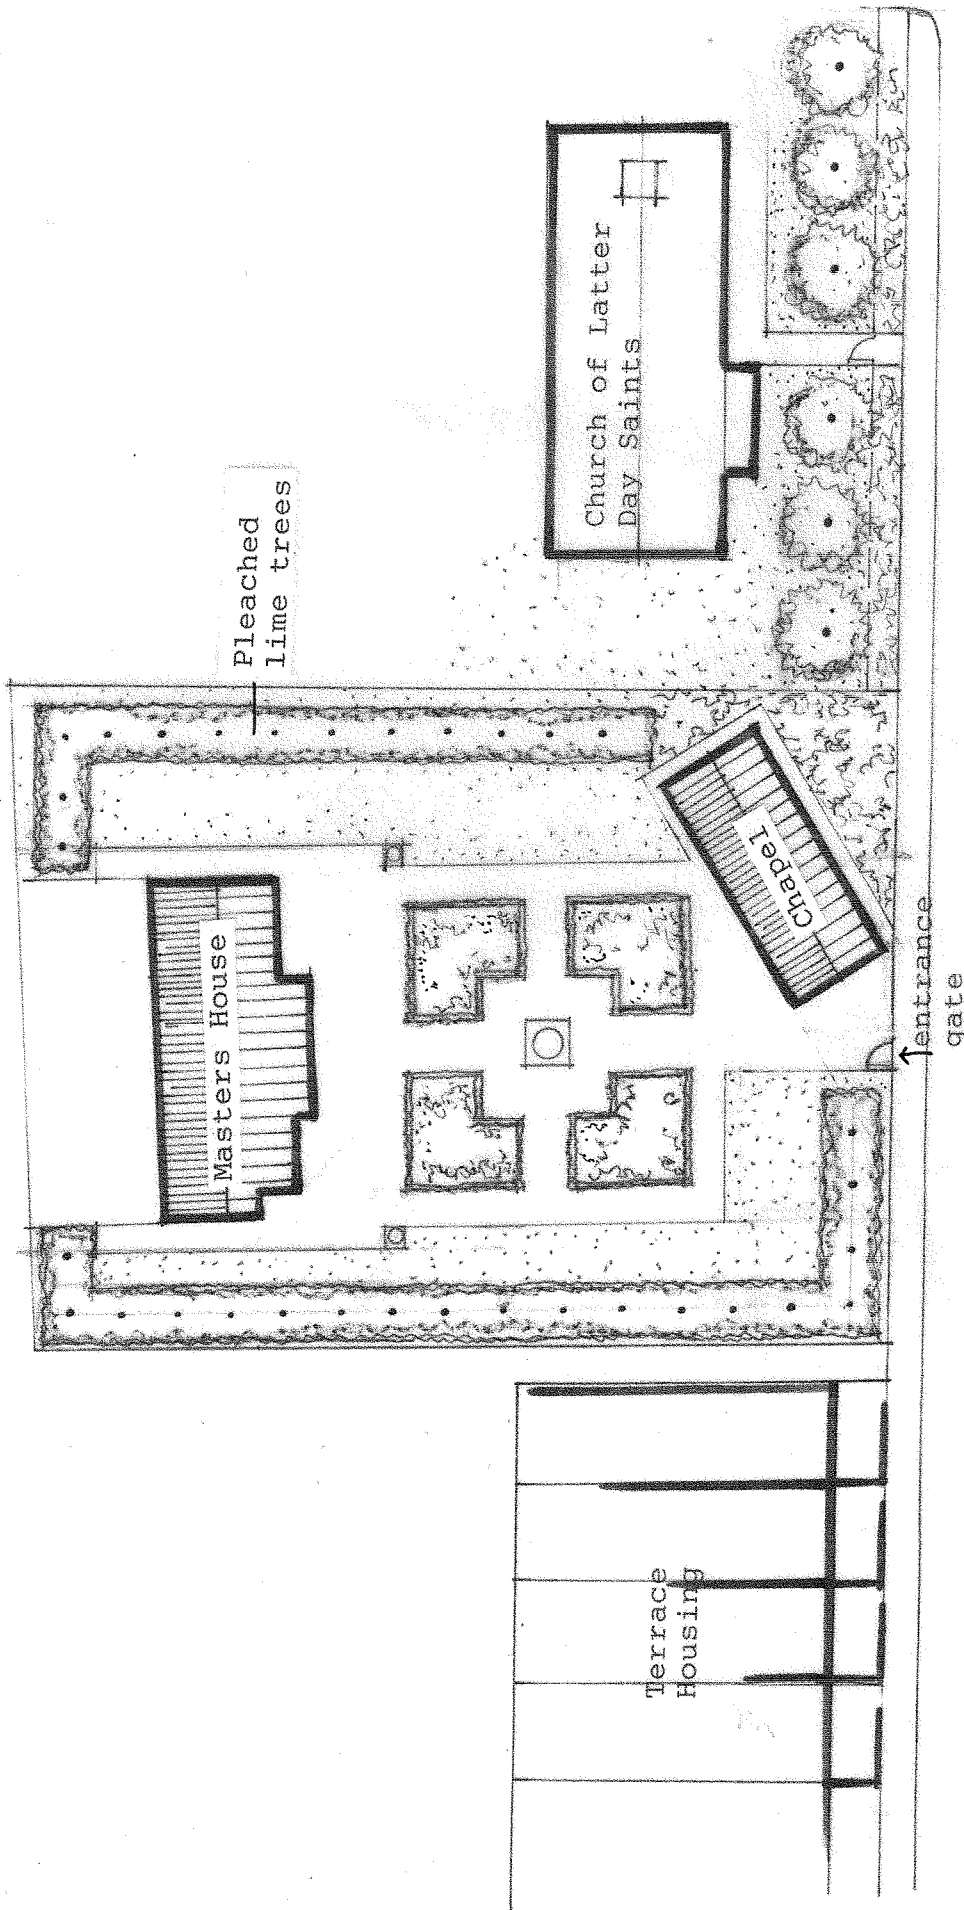 Church of Latter
Day Saints
Pleached
lime trees
Masters House
Chapel
entrance
gate
Terrace
Housing